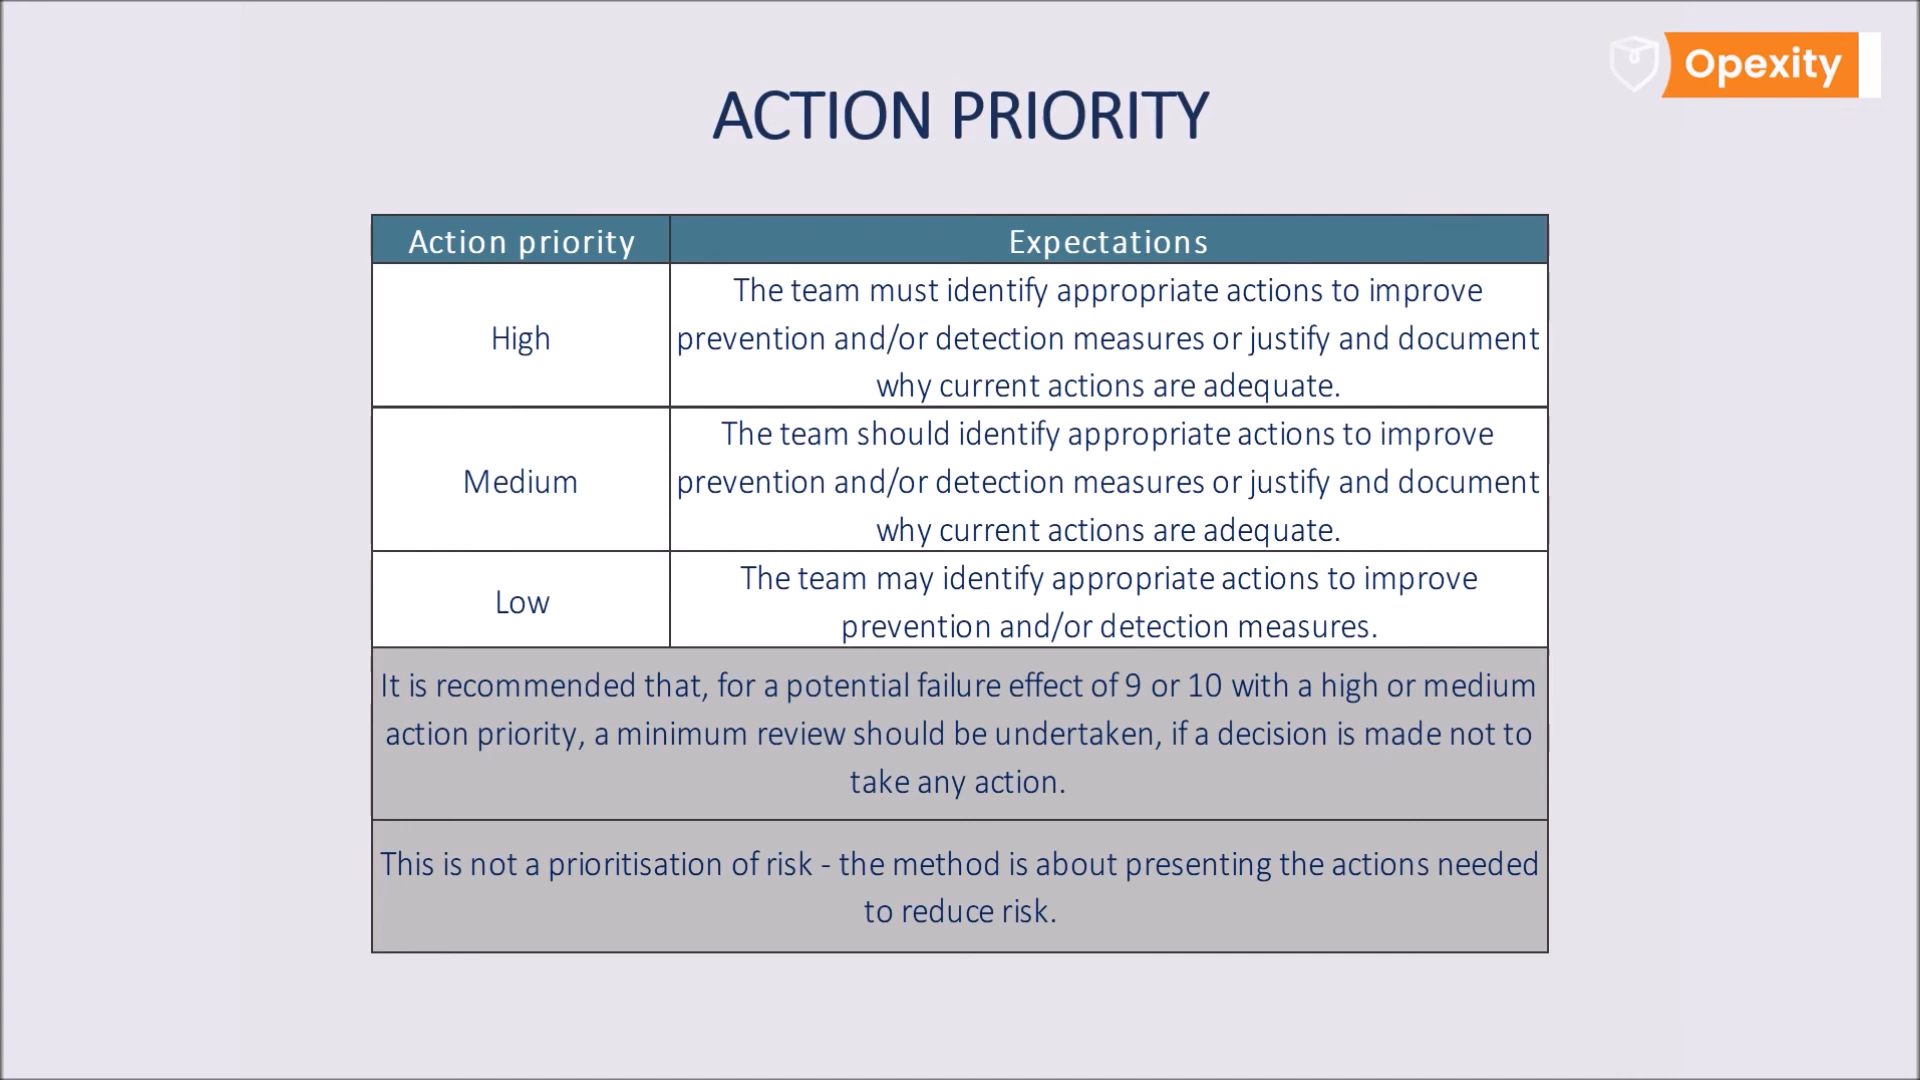 Opexity
ACTION PRIORITY
Action priority
Expectations
High
The team must identify appropriate actions to improve
prevention and/or detection measures or justify and document
why current actions are adequate.
Medium
The team should identify appropriate actions to improve
prevention and/or detection measures or justify and document
why current actions are adequate.
Low
The team may identify appropriate actions to improve
prevention and/or detection measures.
It is recommended that, for a potential failure effect of 9 or 10 with a high or medium
action priority, a minimum review should be undertaken, if a decision is made not to
take any action.
This is not a prioritisation of risk - the method is about presenting the actions needed
to reduce risk.